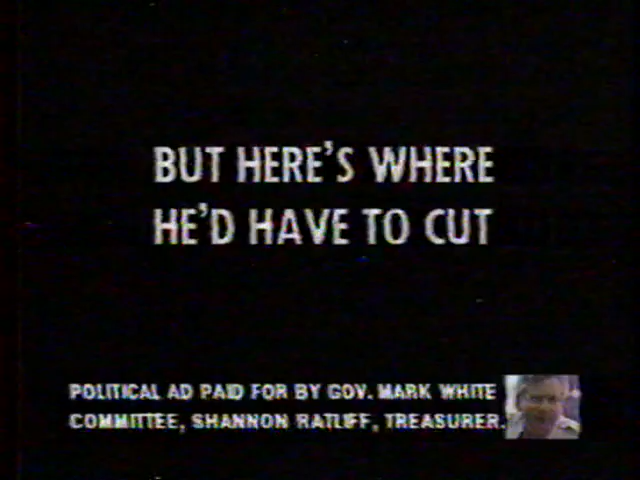 BUT HERE'S WHERE
HE'D HAVE TO CUT
POLITICAL AD PAID FOR BY GOV. MARK WHITE
COMMITTEE, SHANNON RATLIFF, TREASURER.